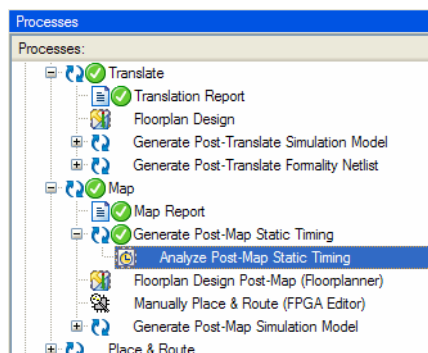 Processes
Processes:
Translate
Translation Report
Floorplan Design
Generate Post-Translate Simulation Model
Generate Post-Translate Formality Netlist
Map
Map Report
Generate Post-Map Static Timing
Analyze Post-Map Static Timing
Floorplan Design Post-Map (Floorplanner)
Manually Place & Route (FPGA Editor)
Generate Post-Map Simulation Model
Place & Route